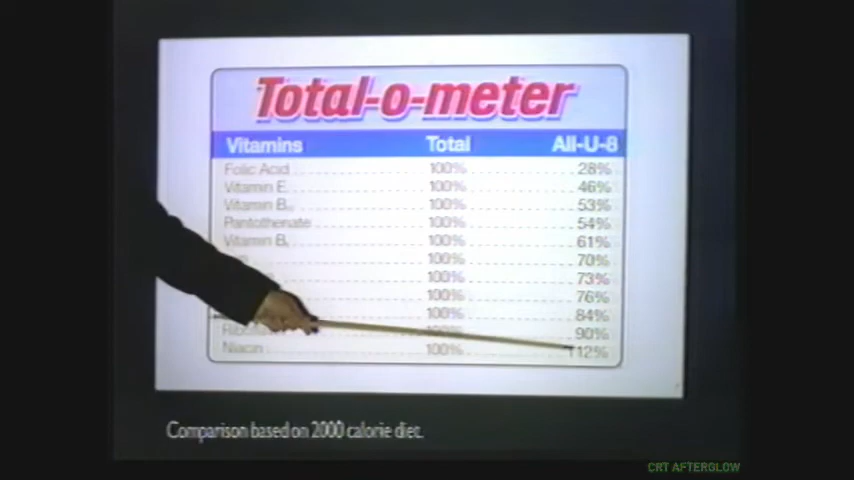 Total-o-meter
Vitamins Total All-U-8
Folic Acid 100% 28%
Vitamin E 100% 46%
Vitamin B 100% 53%
Pantothenate 100% 54%
Vitamin B 100% 61%
100% 70%
100% 73%
100% 76%
100% 84%
100% 90%
Niacin 100% 112%
Comparison based on 2000 calorie diet.
CRT AFTERGLOW